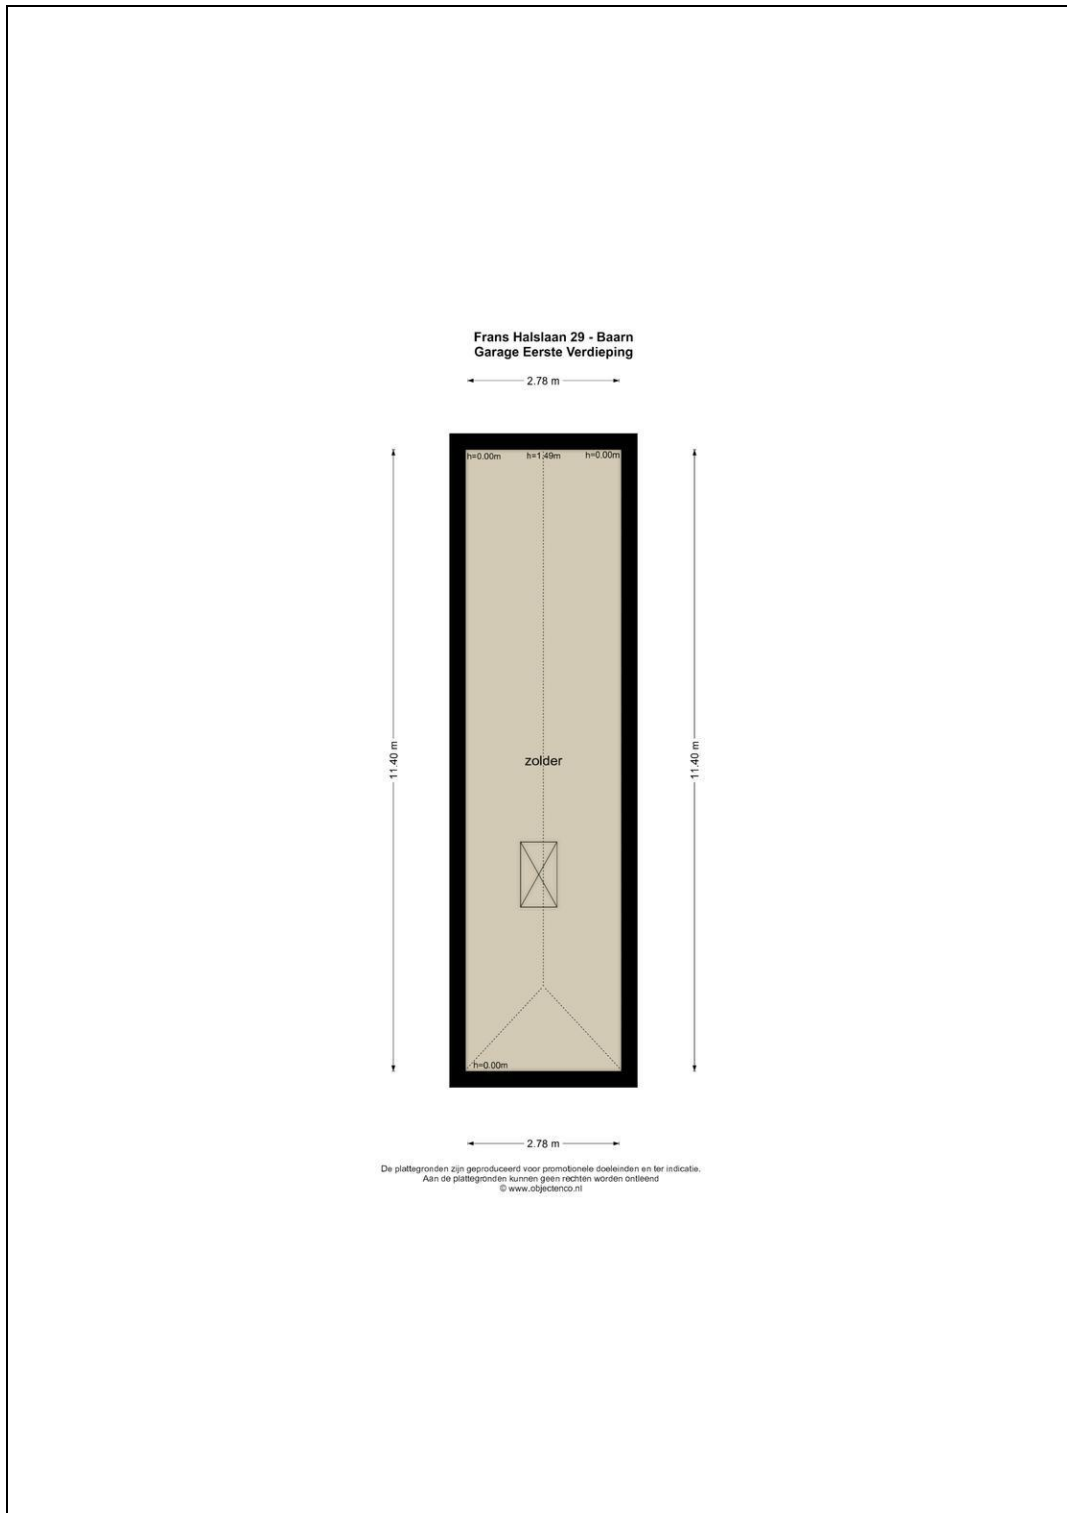 Frans Halslaan 29 - Baarn
Garage Eerste Verdieping
2.78 m
h=0.00m h=1.49m h=0.00m
11.40 m
11.40 m
zolder
h=0.00m
2.78 m
De plattegronden zijn geproduceerd voor promotionele doeleinden en ter indicatie.
Aan de plattegronden kunnen geen rechten worden ontleend
© www.objectenco.nl